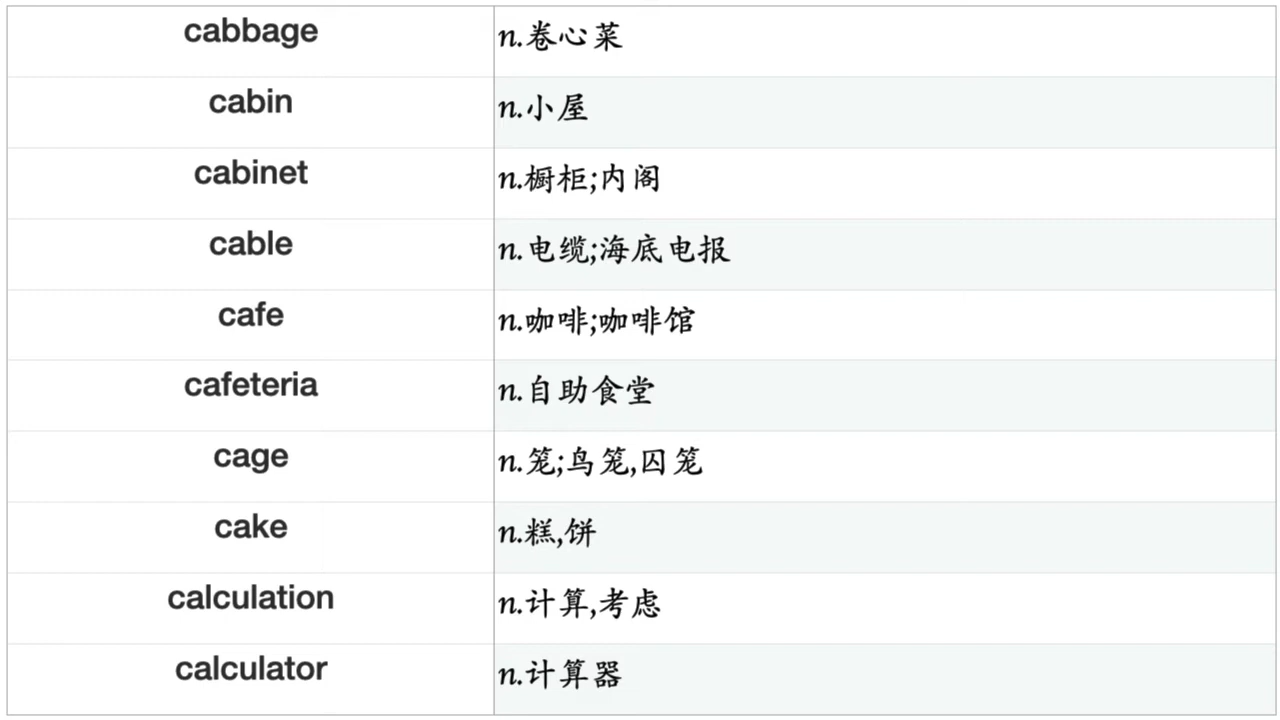 cabbage n.卷心菜
cabin n.小屋
cabinet n.橱柜;内阁
cable n.电缆;海底电报
cafe n.咖啡;咖啡馆
cafeteria n.自助食堂
cage n.笼;鸟笼,囚笼
cake n.糕,饼
calculation n.计算,考虑
calculator n.计算器